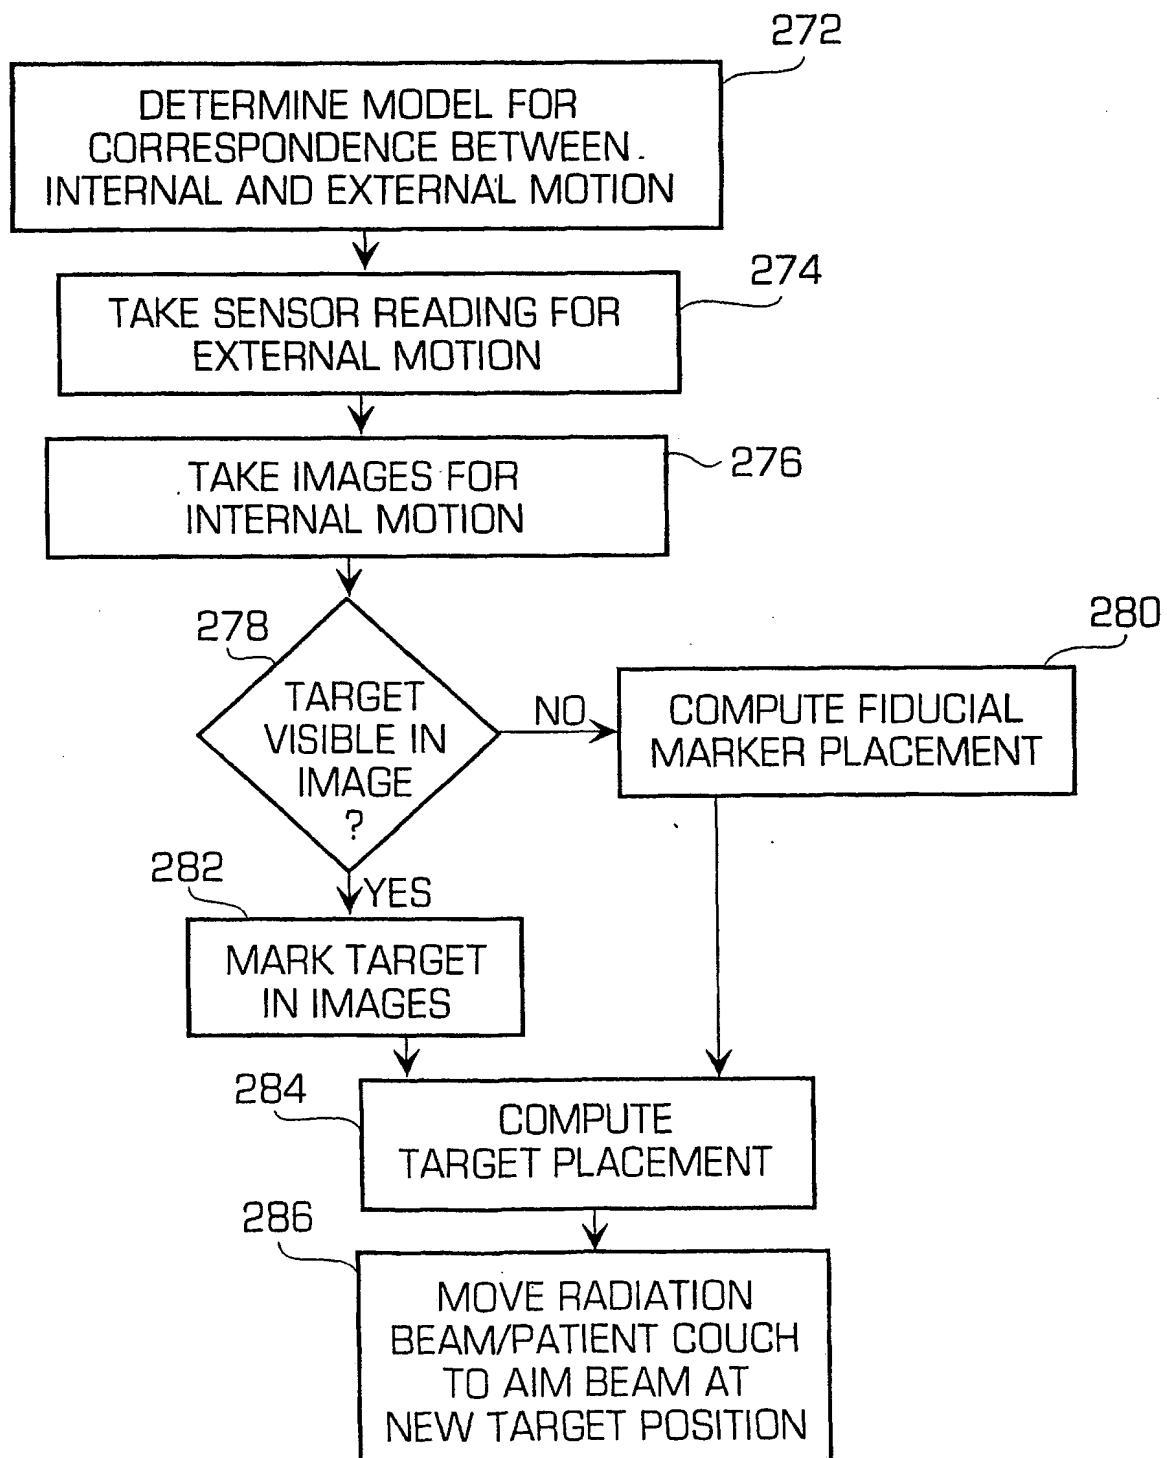 272
DETERMINE MODEL FOR
CORRESPONDENCE BETWEEN
INTERNAL AND EXTERNAL MOTION
274
TAKE SENSOR READING FOR
EXTERNAL MOTION
276
TAKE IMAGES FOR
INTERNAL MOTION
278
TARGET
VISIBLE IN
IMAGE
?
NO
280
COMPUTE FIDUCIAL
MARKER PLACEMENT
YES
282
MARK TARGET
IN IMAGES
284
COMPUTE
TARGET PLACEMENT
286
MOVE RADIATION
BEAM/PATIENT COUCH
TO AIM BEAM AT
NEW TARGET POSITION